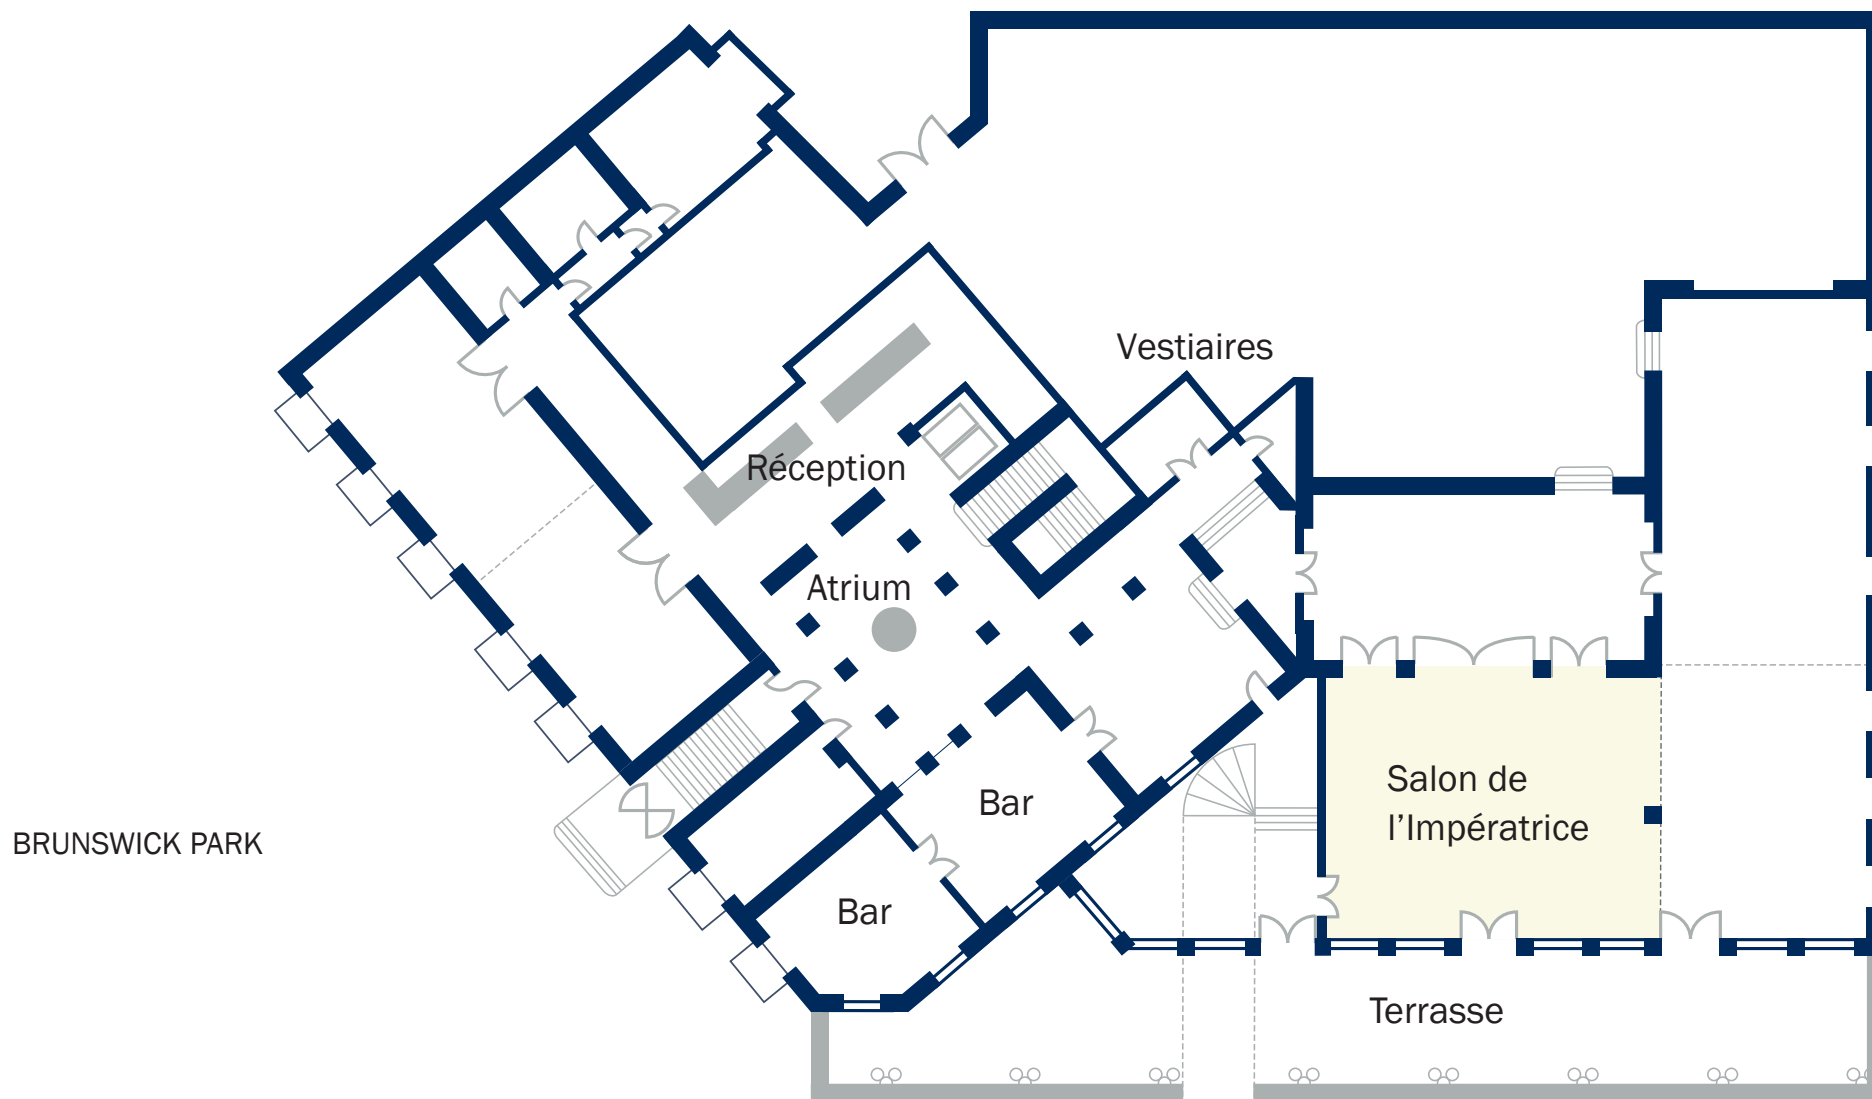 Vestiaires
Réception
Atrium
Bar
Salon de
l'Impératrice
BRUNSWICK PARK
Bar
Terrasse